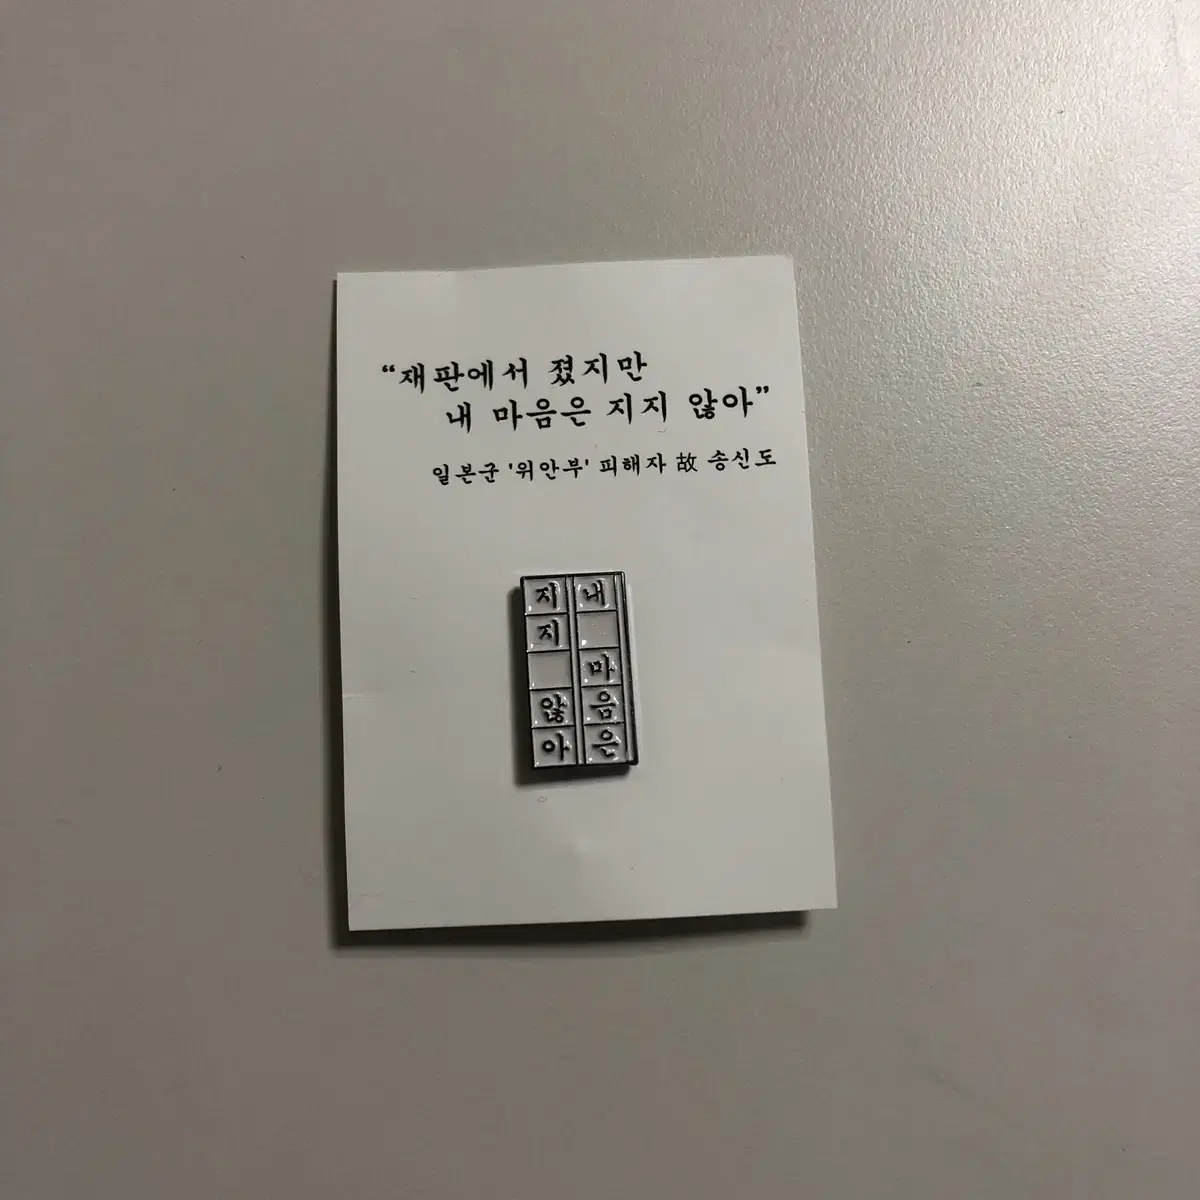 “재판에서 졌지만
내 마음은 지지 않아”
일본군 '위안부' 피해자 故 송신도
내 마음은
지지 않아